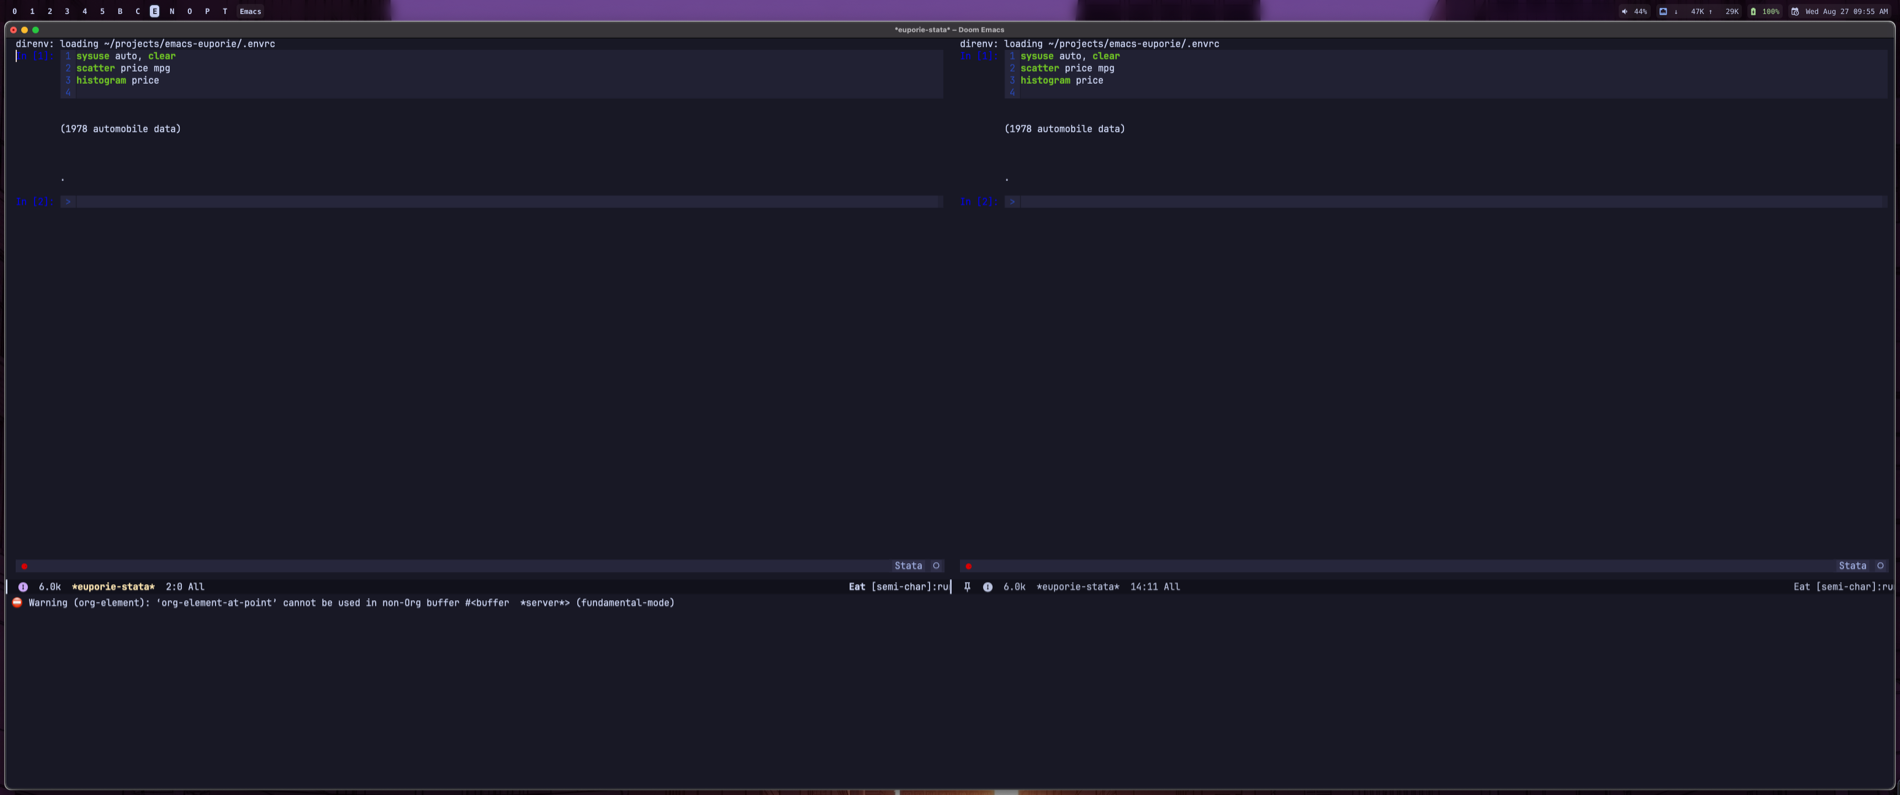 0 1 2 3 4 5 B C E N O P T Emacs
44% ↓ 47K ↑ 29K 100% Wed Aug 27 09:55 AM
*euporie-stata* – Doom Emacs
direnv: loading ~/projects/emacs-euporie/.envrc
In [1] 1 sysuse auto, clear
2 scatter price mpg
3 histogram price
4
(1978 automobile data)
.
In [2] >
Stata
6.0k *euporie-stata* 2:0 All Eat [semi-char]:ru
direnv: loading ~/projects/emacs-euporie/.envrc
In [1] 1 sysuse auto, clear
2 scatter price mpg
3 histogram price
4
(1978 automobile data)
.
In [2] >
Stata
6.0k *euporie-stata* 14:11 All Eat [semi-char]:ru
Warning (org-element): ‘org-element-at-point’ cannot be used in non-Org buffer #<buffer *server*> (fundamental-mode)